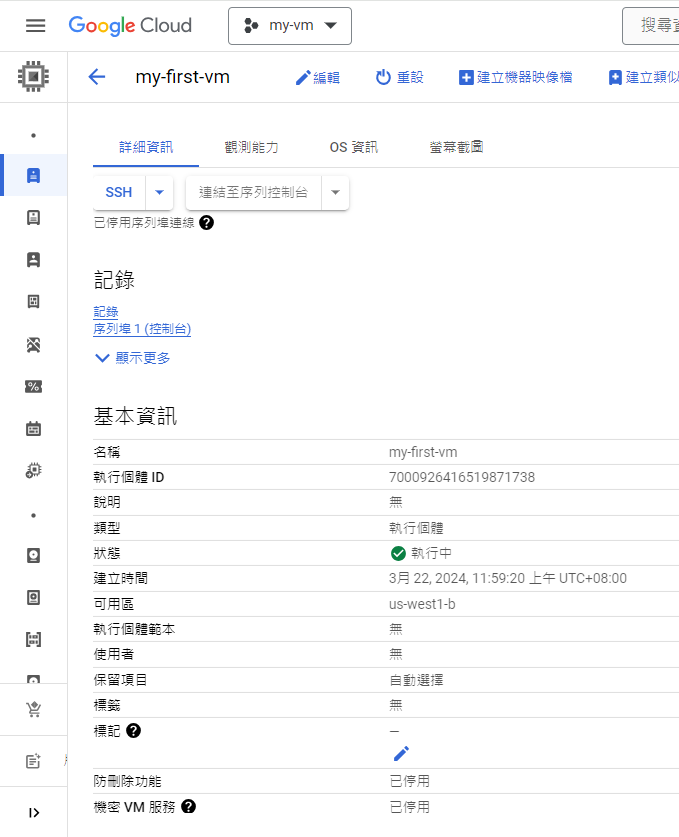 Google Cloud
my-vm
搜尋
my-first-vm
編輯
重設
建立機器映像檔
建立類似
詳細資訊
觀測能力
OS 資訊
螢幕截圖
SSH
連結至序列控制台
已停用序列埠連線
記錄
記錄
序列埠 1 (控制台)
顯示更多
基本資訊
名稱 my-first-vm
執行個體 ID 7000926416519871738
說明 無
類型 執行個體
狀態 執行中
建立時間 3月 22, 2024, 11:59:20 上午 UTC+08:00
可用區 us-west1-b
執行個體範本 無
使用者 無
保留項目 自動選擇
標籤 無
標記 —
防刪除功能 已停用
機密 VM 服務 已停用